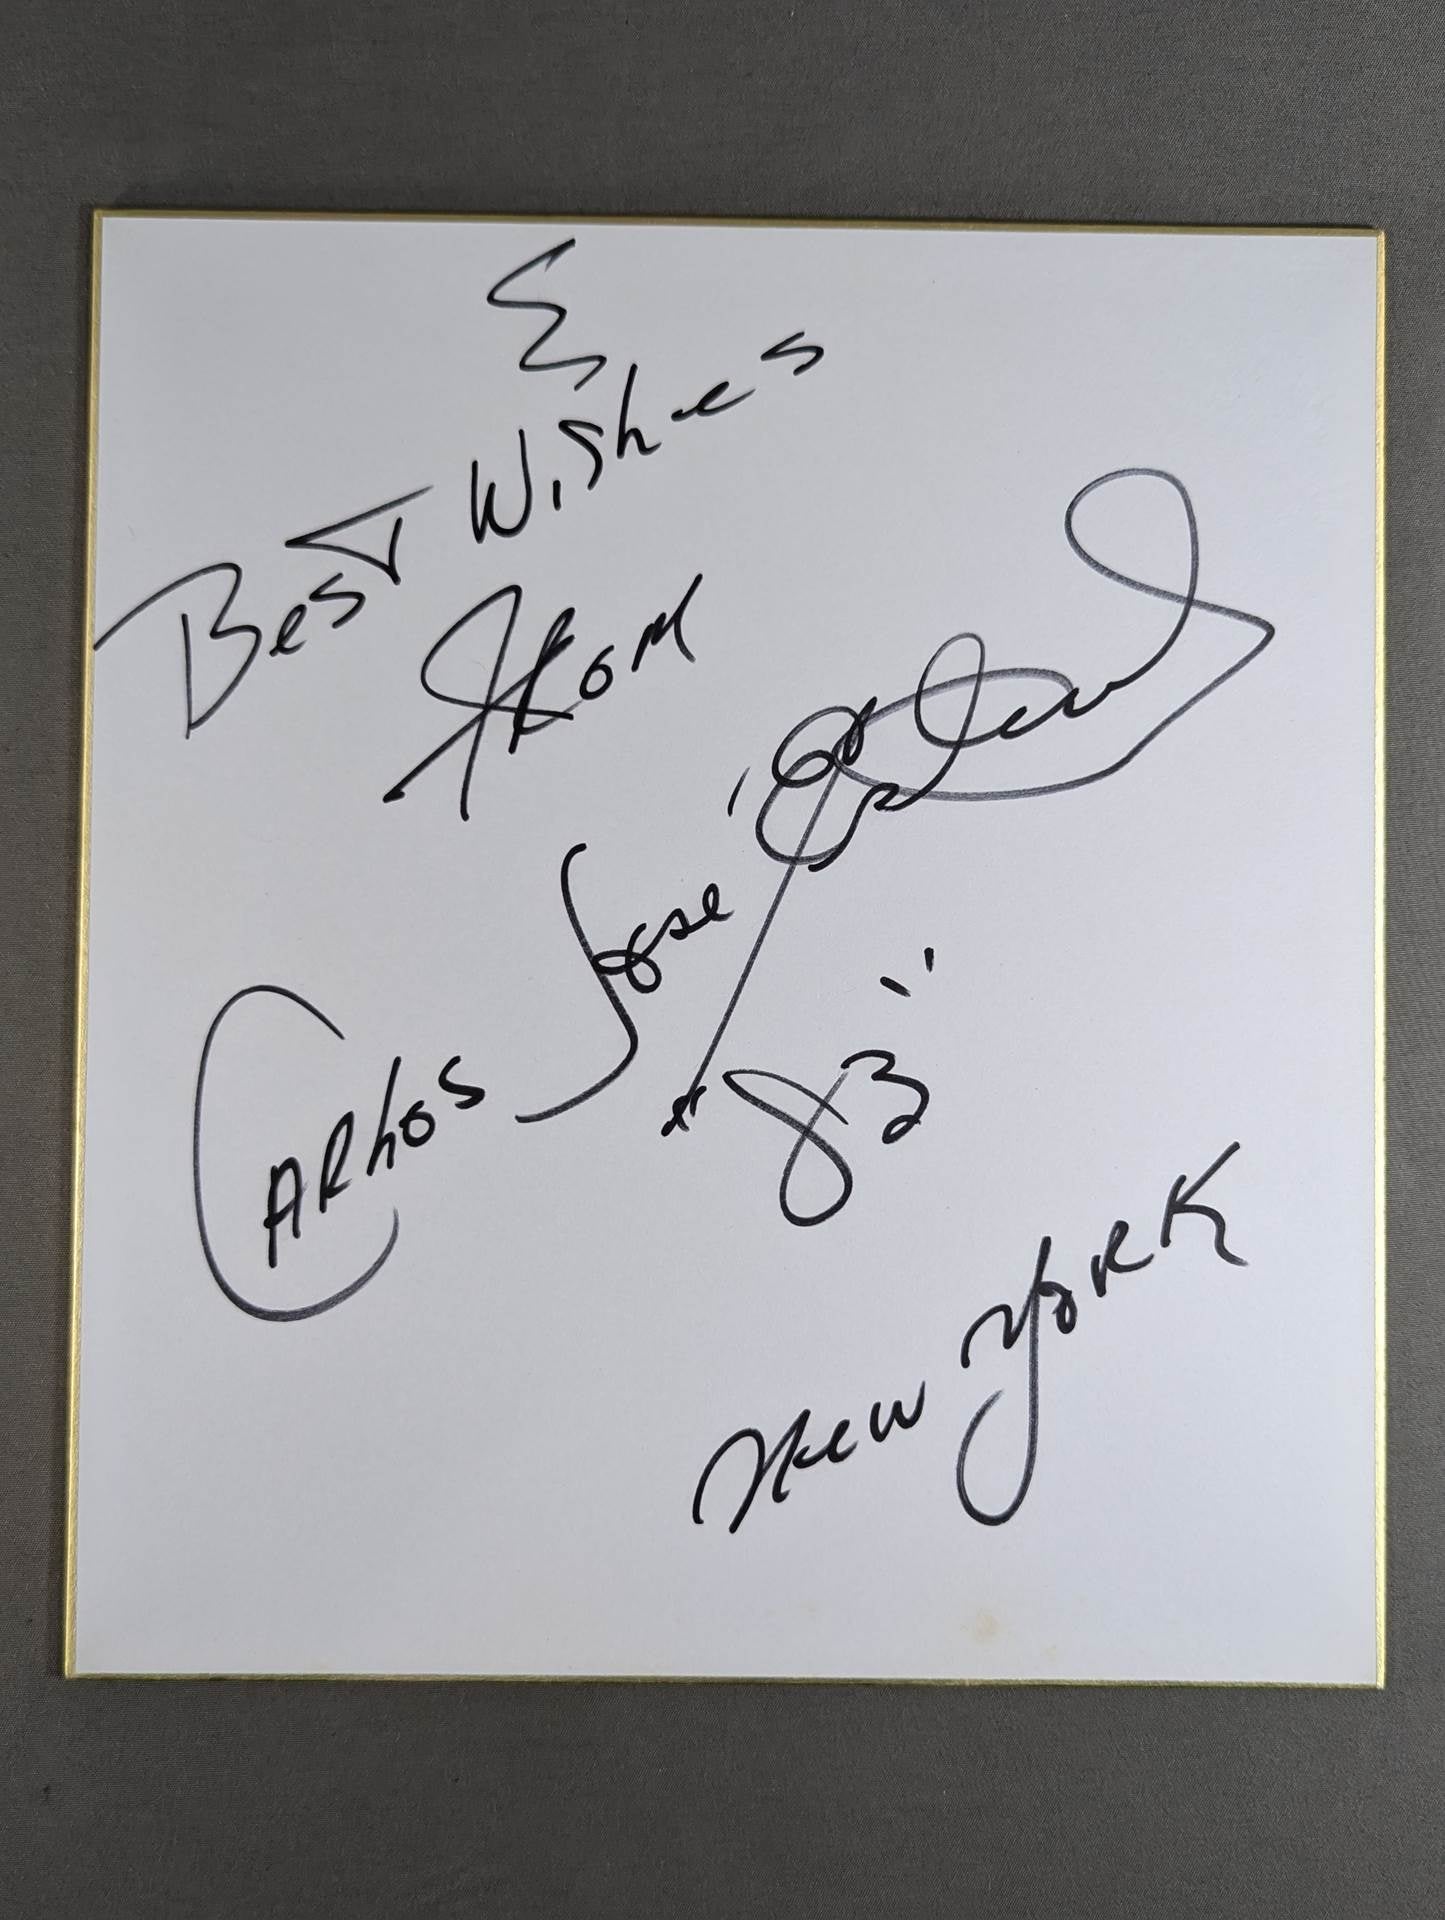 Best Wishes
From
Carlos José
83"
New York